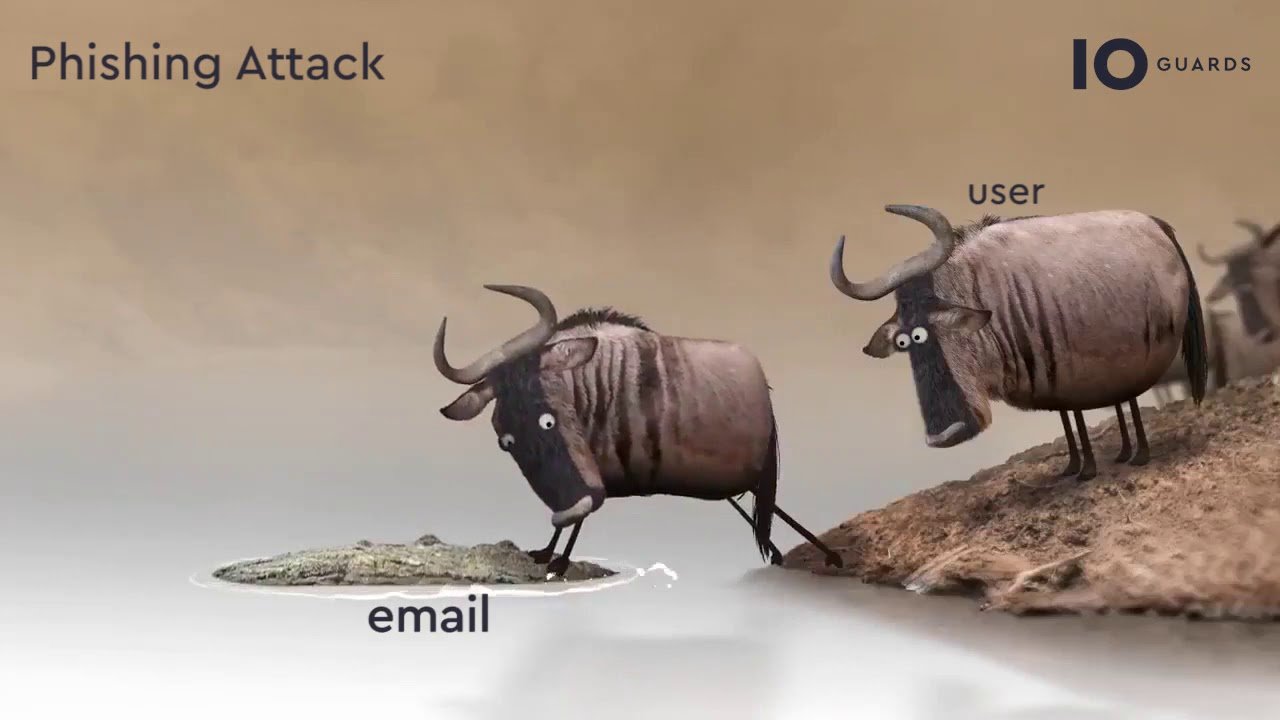 Phishing Attack
IO GUARDS
user
email